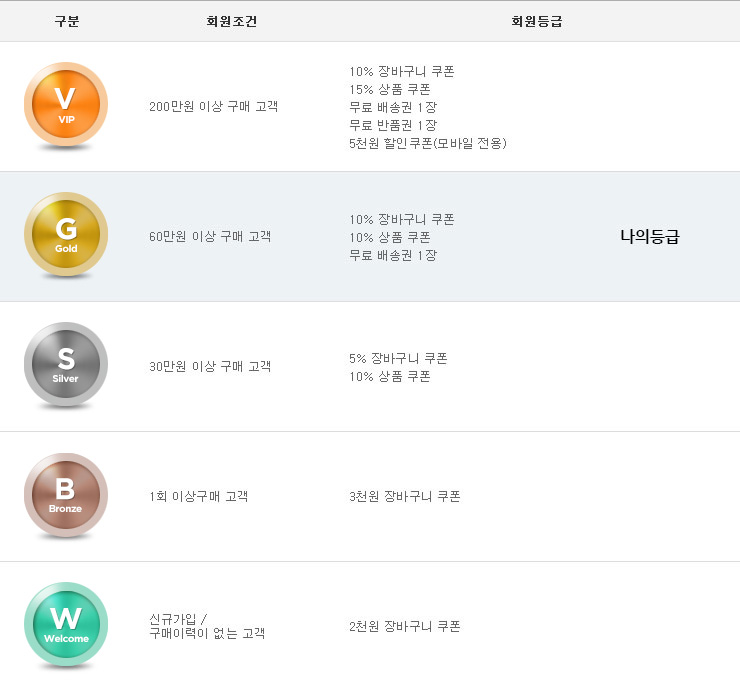 구분 회원조건 회원등급
V
VIP
200만원 이상 구매 고객
10% 장바구니 쿠폰
15% 상품 쿠폰
무료 배송권 1장
무료 반품권 1장
5천원 할인쿠폰(모바일 전용)
G
Gold
60만원 이상 구매 고객
10% 장바구니 쿠폰
10% 상품 쿠폰
무료 배송권 1장
나의등급
S
Silver
30만원 이상 구매 고객
5% 장바구니 쿠폰
10% 상품 쿠폰
B
Bronze
1회 이상구매 고객
3천원 장바구니 쿠폰
W
Welcome
신규가입 /
구매이력이 없는 고객
2천원 장바구니 쿠폰